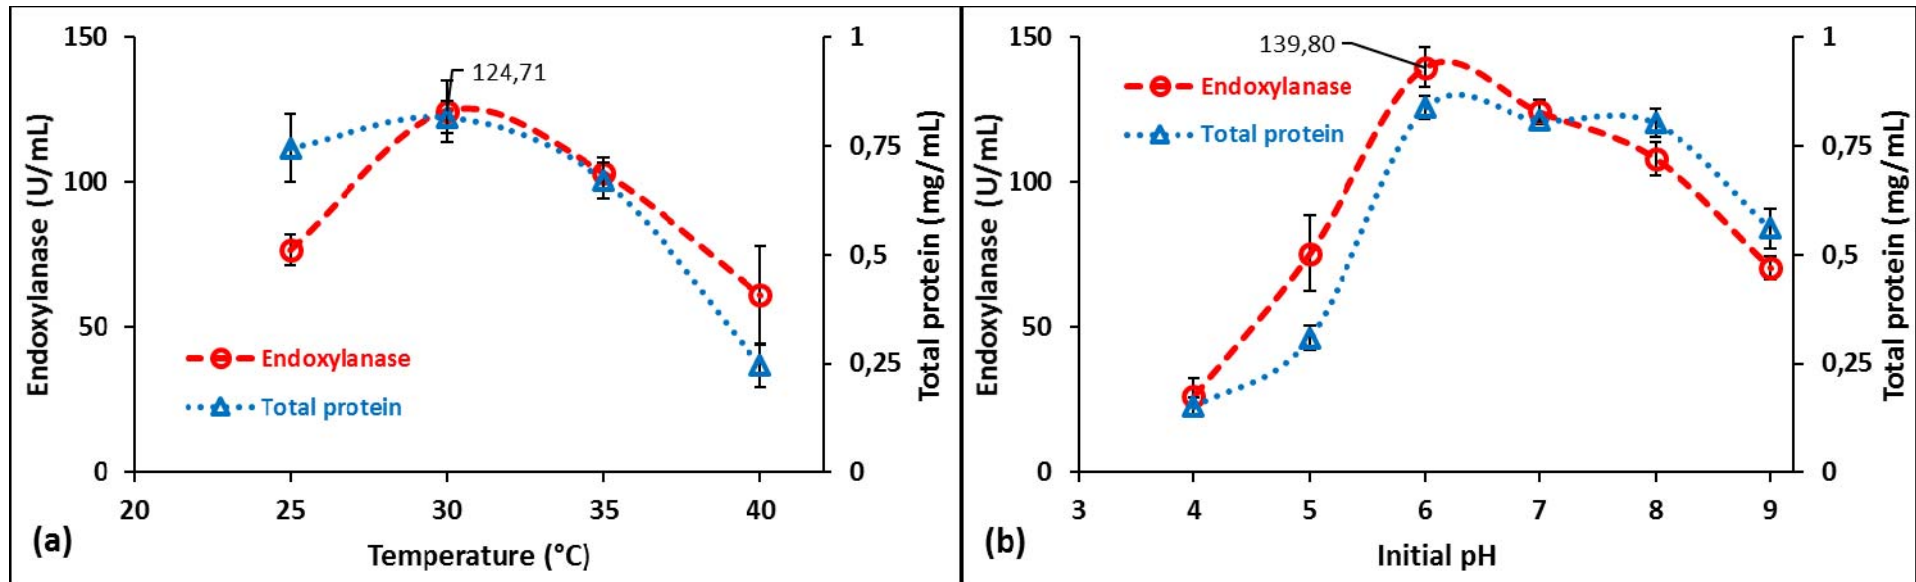 150
100
50
0
Endoxylanase (U/mL)
124,71
Endoxylanase
Total protein
1
0,75
0,5
0,25
0
Total protein (mg/mL)
20 25 30 35 40
(a)
Temperature (°C)
150
100
50
0
Endoxylanase (U/mL)
139,80
Endoxylanase
Total protein
1
0,75
0,5
0,25
0
Total protein (mg/mL)
3 4 5 6 7 8 9
(b)
Initial pH